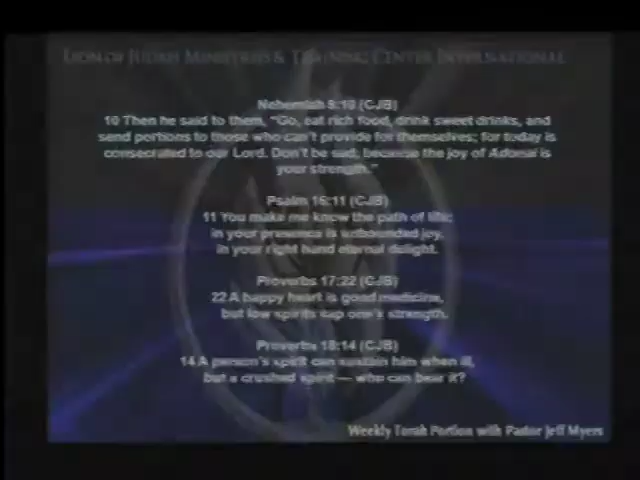 Lion of Judah Ministries & Training Center International
Nehemiah 8:10 (CJB)
10 Then he said to them, "Go, eat rich food, drink sweet drinks, and
send portions to those who can't provide for themselves; for today is
consecrated to our Lord. Don't be sad, because the joy of Adonai is
your strength."
Psalm 16:11 (CJB)
11 You make me know the path of life;
in your presence is unbounded joy,
in your right hand eternal delight.
Proverbs 17:22 (CJB)
22 A happy heart is good medicine,
but low spirits sap one's strength.
Proverbs 18:14 (CJB)
14 A person's spirit can sustain him when ill,
but a crushed spirit — who can bear it?
Weekly Torah Portion with Pastor Jeff Myers